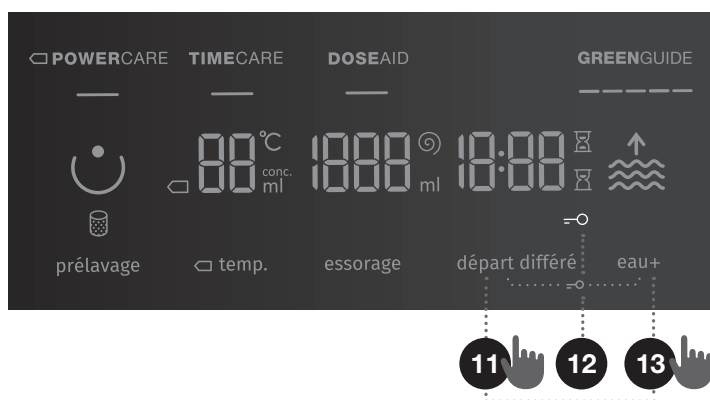 POWERCARE TIMECARE DOSEAID GREENGUIDE
88 °C 1888 18:88
conc.
ml ml
prélavage temp. essorage départ différé eau+
11 12 13